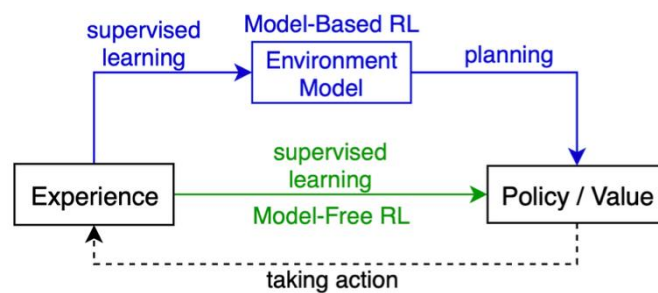 Model-Based RL
supervised
learning
Environment
Model
planning
supervised
learning
Experience
Policy / Value
Model-Free RL
taking action